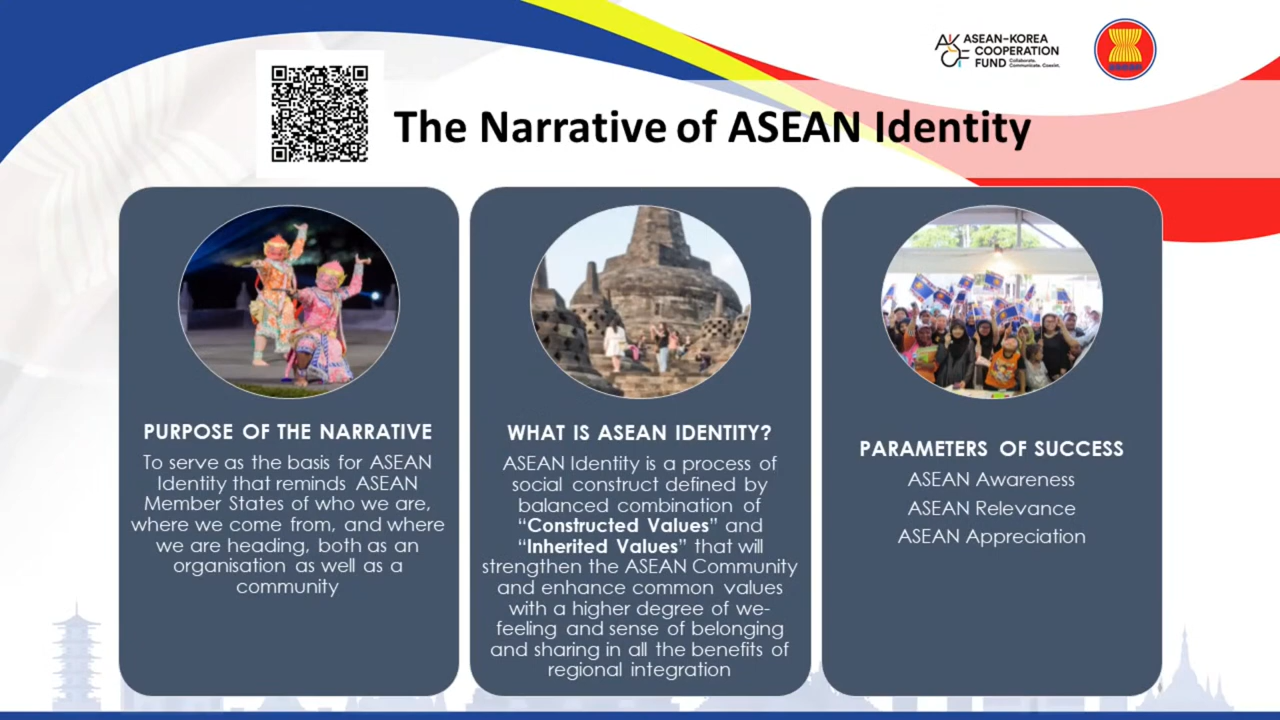 ASEAN-KOREA
COOPERATION
FUND Collaborate. Communicate. Coexist.
The Narrative of ASEAN Identity
PURPOSE OF THE NARRATIVE
To serve as the basis for ASEAN
Identity that reminds ASEAN
Member States of who we are,
where we come from, and where
we are heading, both as an
organisation as well as a
community
WHAT IS ASEAN IDENTITY?
ASEAN Identity is a process of
social construct defined by
balanced combination of
“Constructed Values” and
“Inherited Values” that will
strengthen the ASEAN Community
and enhance common values
with a higher degree of we-
feeling and sense of belonging
and sharing in all the benefits of
regional integration
PARAMETERS OF SUCCESS
ASEAN Awareness
ASEAN Relevance
ASEAN Appreciation